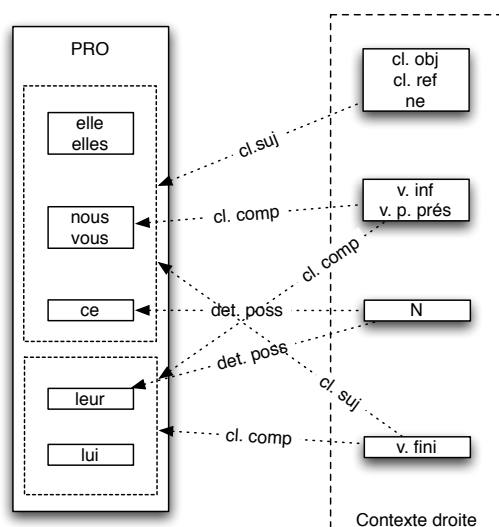 PRO
elle
elles
nous
vous
ce
leur
lui
cl.suj
cl. comp
cl. comp
det. poss
det. poss
cl. suj
cl. comp
cl. obj
cl. ref
ne
v. inf
v. p. prés
N
v. fini
Contexte droite